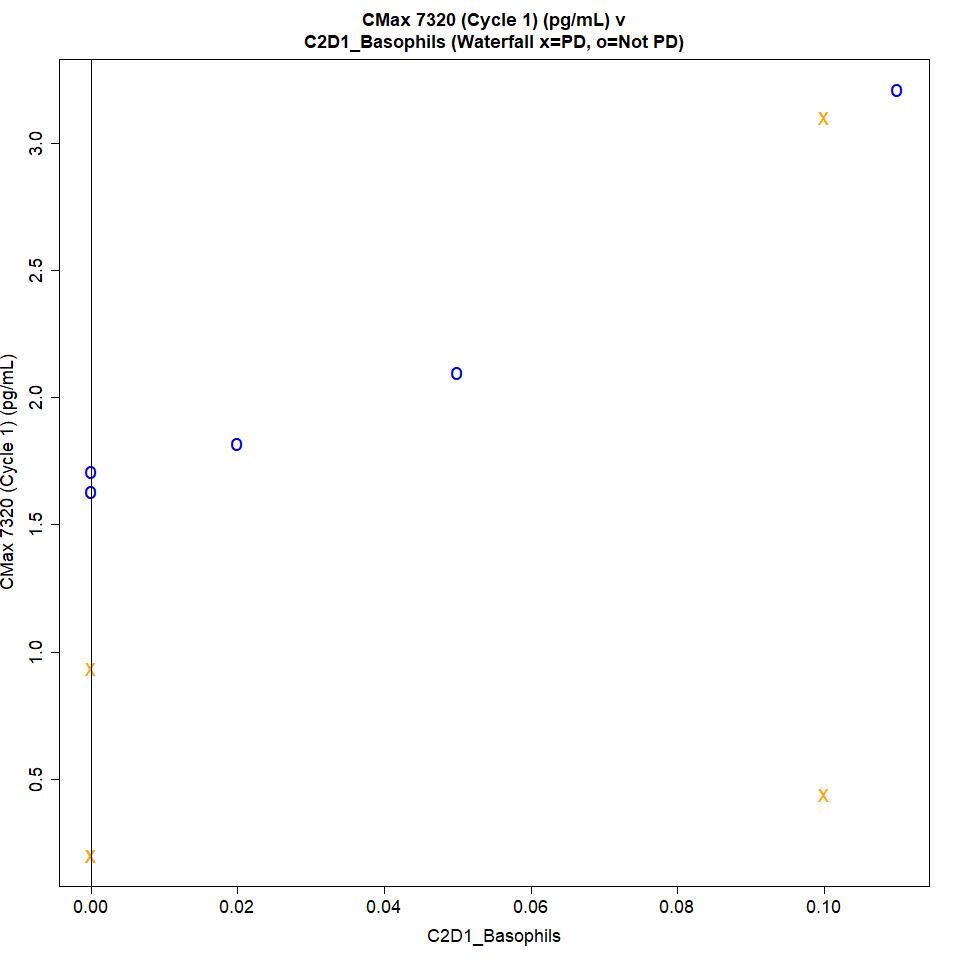 CMax 7320 (Cycle 1) (pg/mL) v
C2D1_Basophils (Waterfall x=PD, o=Not PD)
CMax 7320 (Cycle 1) (pg/mL)
3.0
2.5
2.0
1.5
1.0
0.5
o
x
o
o
o
o
x
x
x
0.00 0.02 0.04 0.06 0.08 0.10
C2D1_Basophils